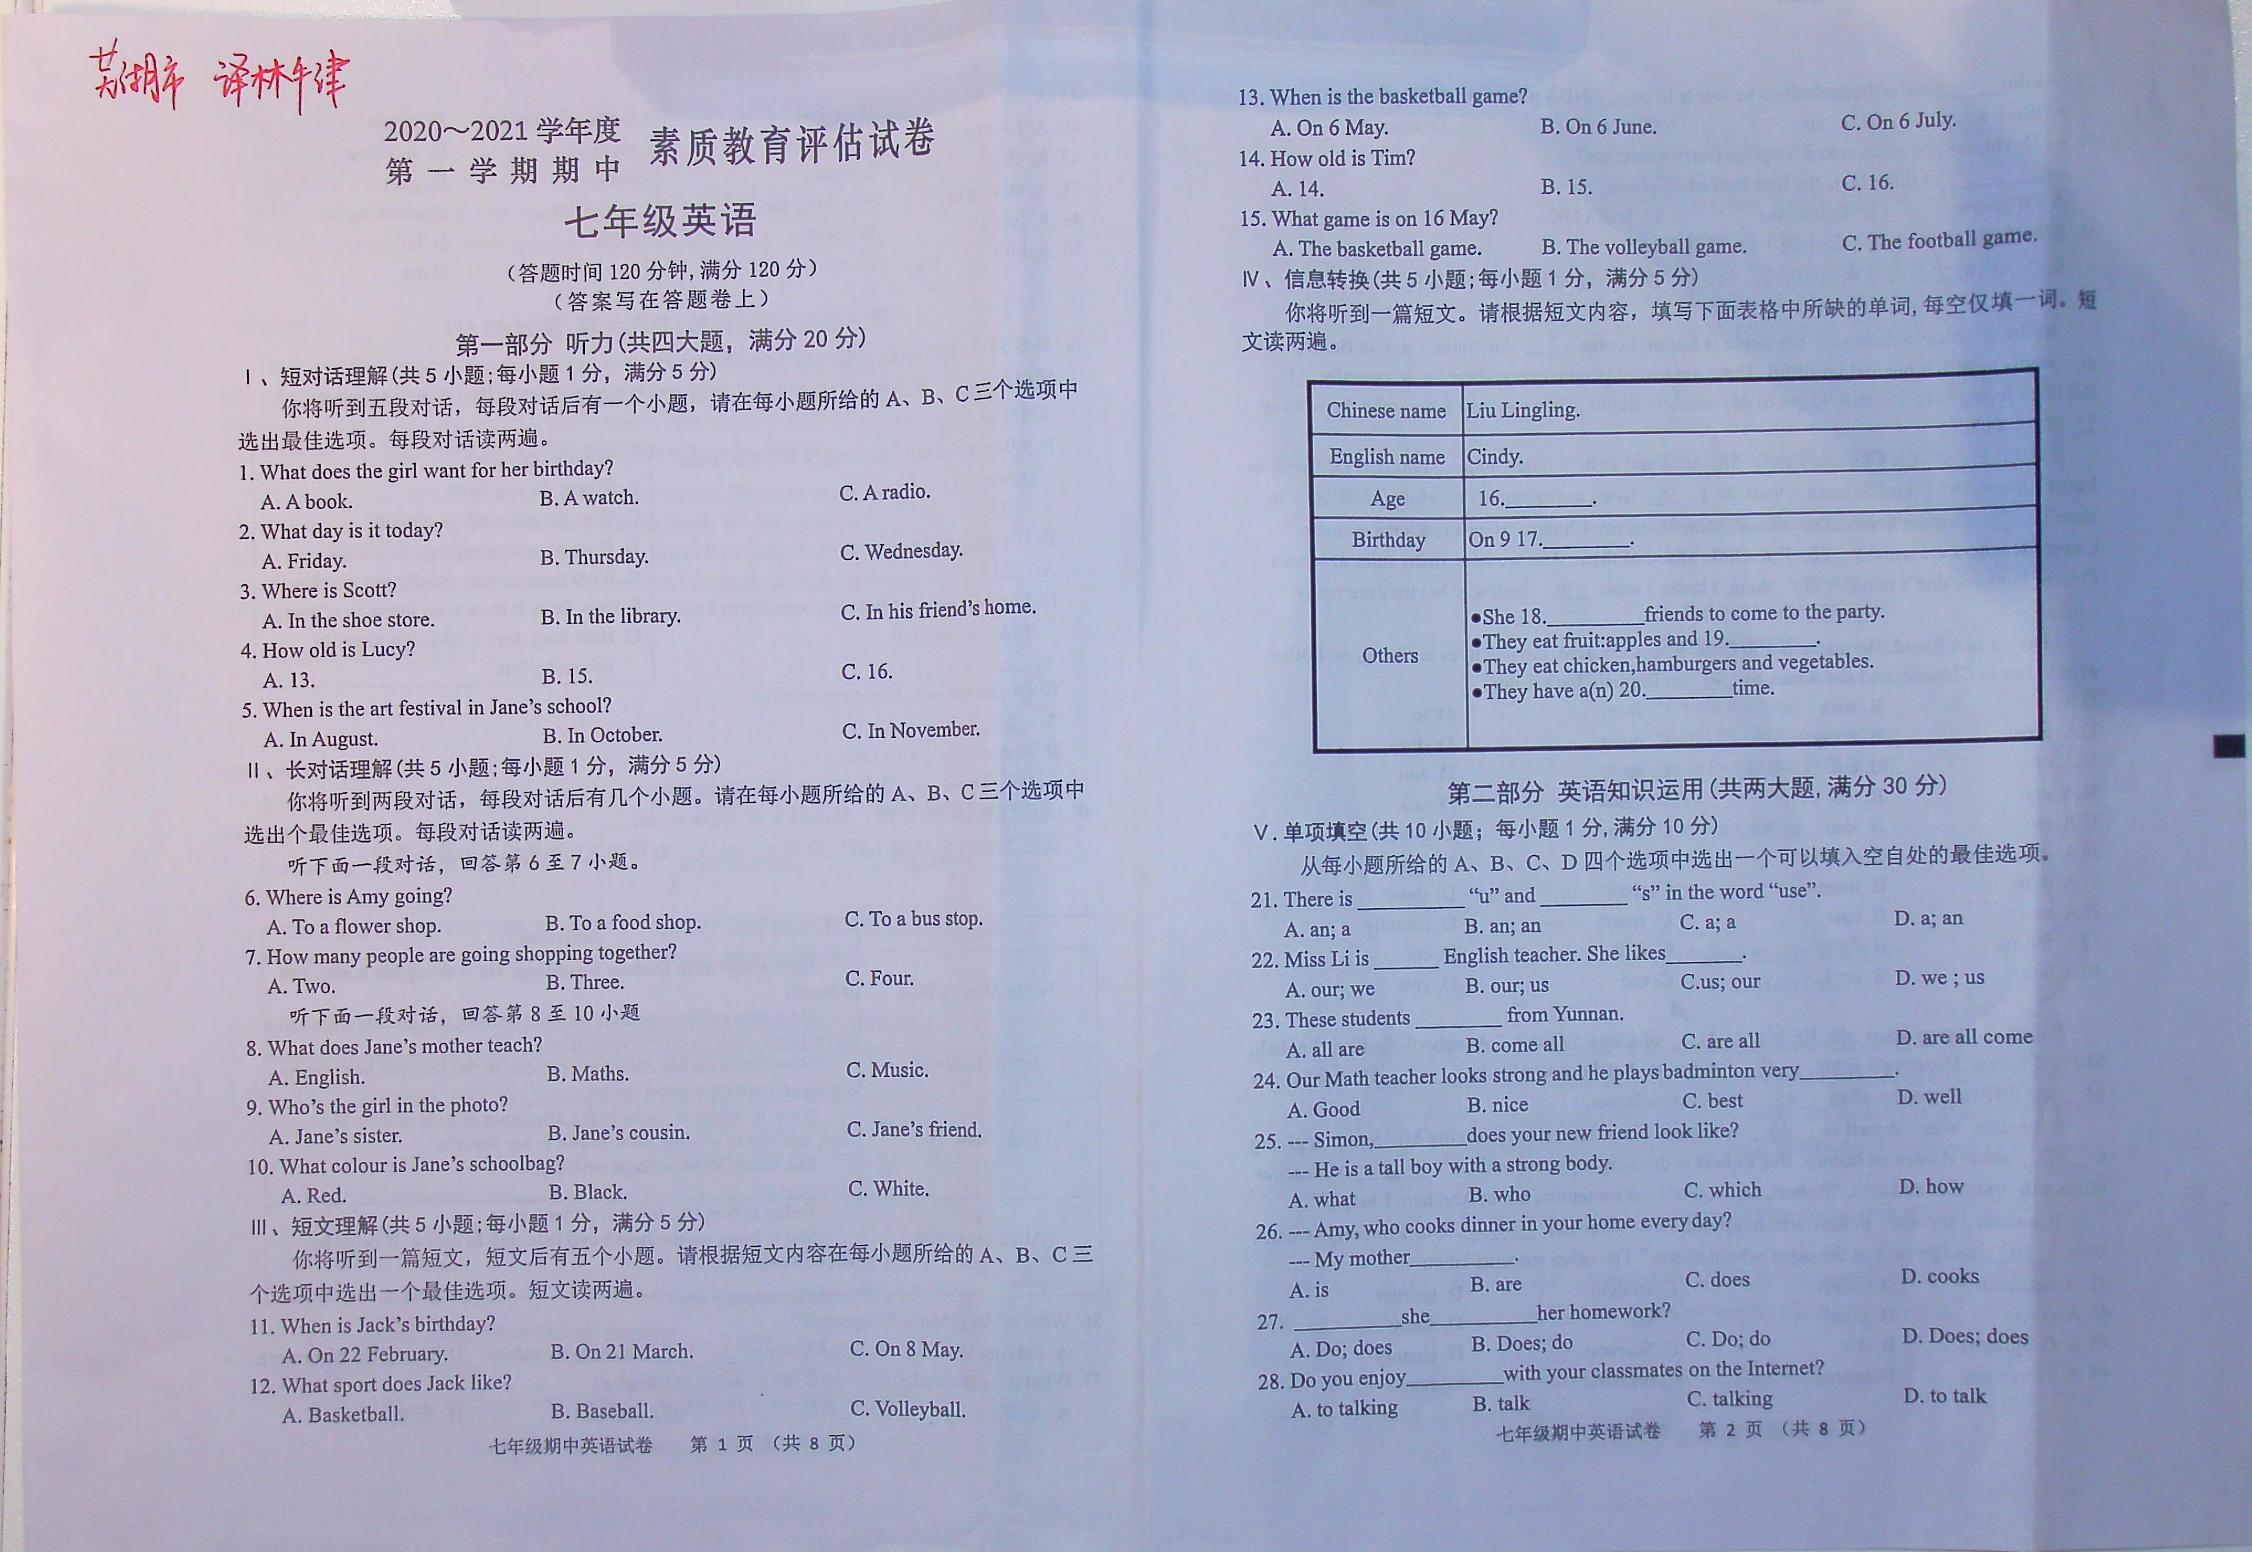 芜湖市 译林牛津
2020～2021 学年度
第一学期期中 素质教育评估试卷
七年级英语
（答题时间 120 分钟,满分 120 分）
（答案写在答题卷上）
第一部分 听力(共四大题，满分 20 分)
Ⅰ、短对话理解(共 5 小题;每小题 1 分，满分 5 分)
你将听到五段对话，每段对话后有一个小题，请在每小题所给的 A、B、C 三个选项中
选出最佳选项。每段对话读两遍。
1. What does the girl want for her birthday?
A. A book. B. A watch. C. A radio.
2. What day is it today?
A. Friday. B. Thursday. C. Wednesday.
3. Where is Scott?
A. In the shoe store. B. In the library. C. In his friend's home.
4. How old is Lucy?
A. 13. B. 15. C. 16.
5. When is the art festival in Jane's school?
A. In August. B. In October. C. In November.
Ⅱ、长对话理解(共 5 小题;每小题 1 分，满分 5 分)
你将听到两段对话，每段对话后有几个小题。请在每小题所给的 A、B、C 三个选项中
选出个最佳选项。每段对话读两遍。
听下面一段对话，回答第 6 至 7 小题。
6. Where is Amy going?
A. To a flower shop. B. To a food shop. C. To a bus stop.
7. How many people are going shopping together?
A. Two. B. Three. C. Four.
听下面一段对话，回答第 8 至 10 小题
8. What does Jane's mother teach?
A. English. B. Maths. C. Music.
9. Who's the girl in the photo?
A. Jane's sister. B. Jane's cousin. C. Jane's friend.
10. What colour is Jane's schoolbag?
A. Red. B. Black. C. White.
Ⅲ、短文理解(共 5 小题;每小题 1 分，满分 5 分)
你将听到一篇短文，短文后有五个小题。请根据短文内容在每小题所给的 A、B、C 三
个选项中选出一个最佳选项。短文读两遍。
11. When is Jack's birthday?
A. On 22 February. B. On 21 March. C. On 8 May.
12. What sport does Jack like?
A. Basketball. B. Baseball. C. Volleyball.
七年级期中英语试卷 第 1 页 （共 8 页）
13. When is the basketball game?
A. On 6 May. B. On 6 June. C. On 6 July.
14. How old is Tim?
A. 14. B. 15. C. 16.
15. What game is on 16 May?
A. The basketball game. B. The volleyball game. C. The football game.
Ⅳ、信息转换(共 5 小题;每小题 1 分，满分 5 分)
你将听到一篇短文。请根据短文内容，填写下面表格中所缺的单词,每空仅填一词。短
文读两遍。
Chinese name Liu Lingling.
English name Cindy.
Age 16.________.
Birthday On 9 17.________.
Others
●She 18.________friends to come to the party.
●They eat fruit:apples and 19.________.
●They eat chicken,hamburgers and vegetables.
●They have a(n) 20.________time.
第二部分 英语知识运用(共两大题,满分 30 分)
Ⅴ. 单项填空(共 10 小题；每小题 1 分,满分 10 分)
从每小题所给的 A、B、C、D 四个选项中选出一个可以填入空自处的最佳选项。
21. There is ________ “u” and ________ “s” in the word “use”.
A. an; a B. an; an C. a; a D. a; an
22. Miss Li is ______ English teacher. She likes_______.
A. our; we B. our; us C.us; our D. we ; us
23. These students ________ from Yunnan.
A. all are B. come all C. are all D. are all come
24. Our Math teacher looks strong and he plays badminton very_________.
A. Good B. nice C. best D. well
25. --- Simon,________does your new friend look like?
--- He is a tall boy with a strong body.
A. what B. who C. which D. how
26. --- Amy, who cooks dinner in your home every day?
--- My mother__________.
A. is B. are C. does D. cooks
27. __________she__________her homework?
A. Do; does B. Does; do C. Do; do D. Does; does
28. Do you enjoy_________with your classmates on the Internet?
A. to talking B. talk C. talking D. to talk
七年级期中英语试卷 第 2 页 （共 8 页）